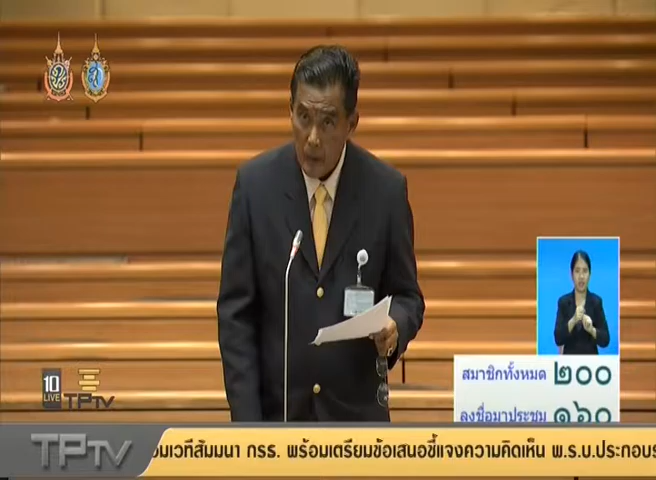 10
LIVE
TPTV
สมาชิกทั้งหมด ๒๐๐
ลงชื่อมาประชุม ๑๖๐
TPTV
อมเวทีสัมมนา กรธ. พร้อมเตรียมข้อเสนอชี้แจงความคิดเห็น พ.ร.บ.ประกอบร